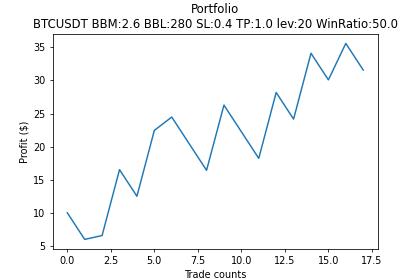 Portfolio
BTCUSDT BBM:2.6 BBL:280 SL:0.4 TP:1.0 lev:20 WinRatio:50.0
35
30
25
20
15
10
5
Profit ($)
0.0 2.5 5.0 7.5 10.0 12.5 15.0 17.5
Trade counts